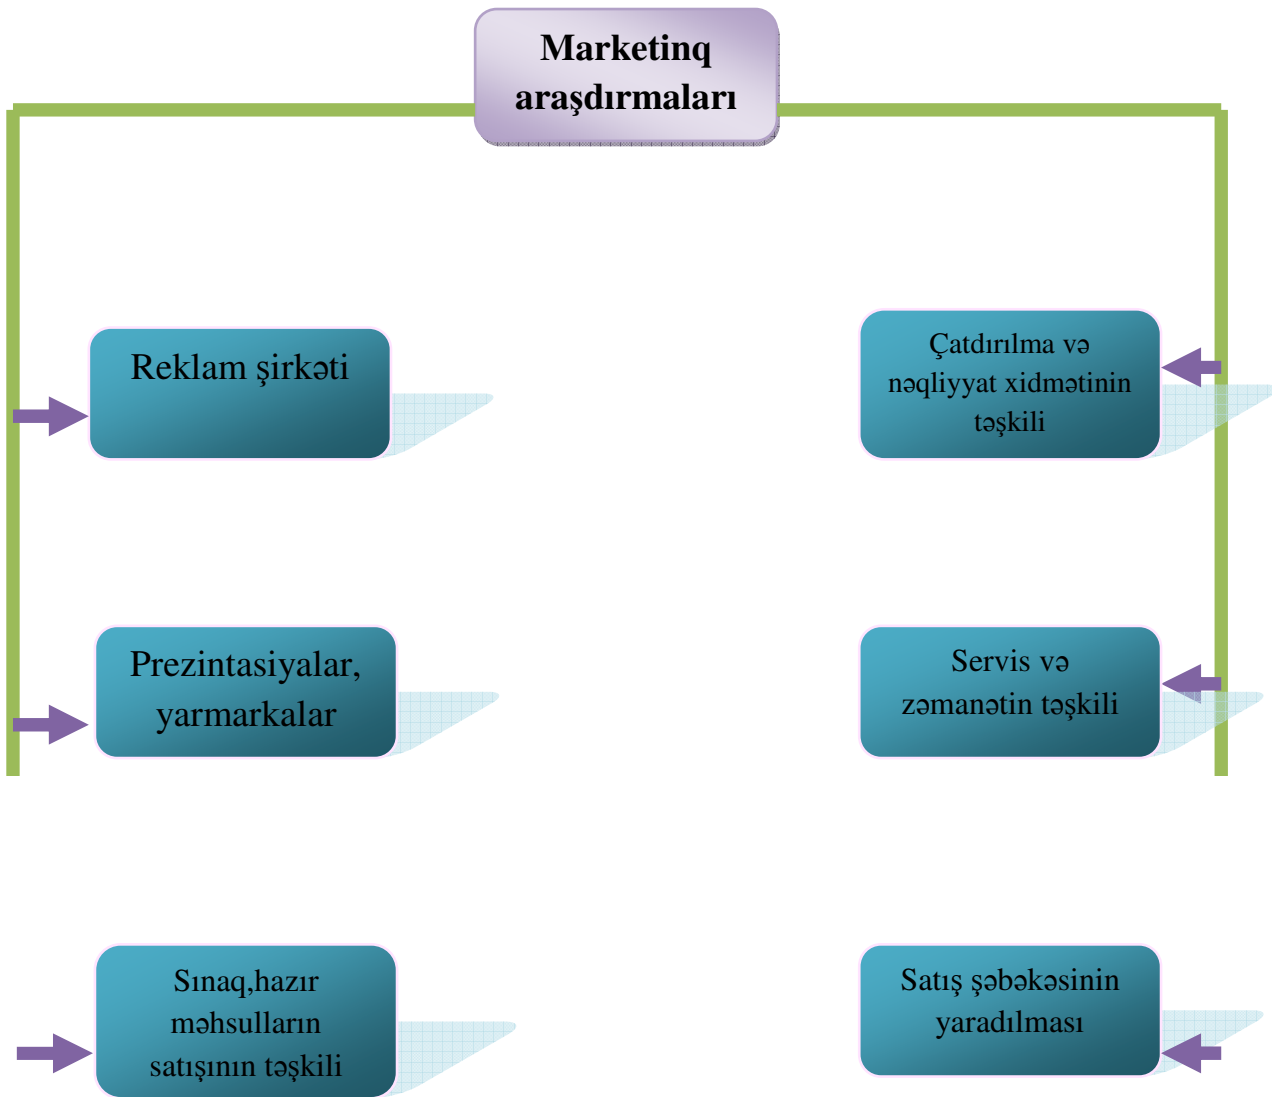 Marketinq
araşdırmaları
Reklam şirkəti
Çatdırılma və
nəqliyyat xidmətinin
təşkili
Prezintasiyalar,
yarmarkalar
Servis və
zəmanətin təşkili
Sınaq,hazır
məhsulların
satışının təşkili
Satış şəbəkəsinin
yaradılması